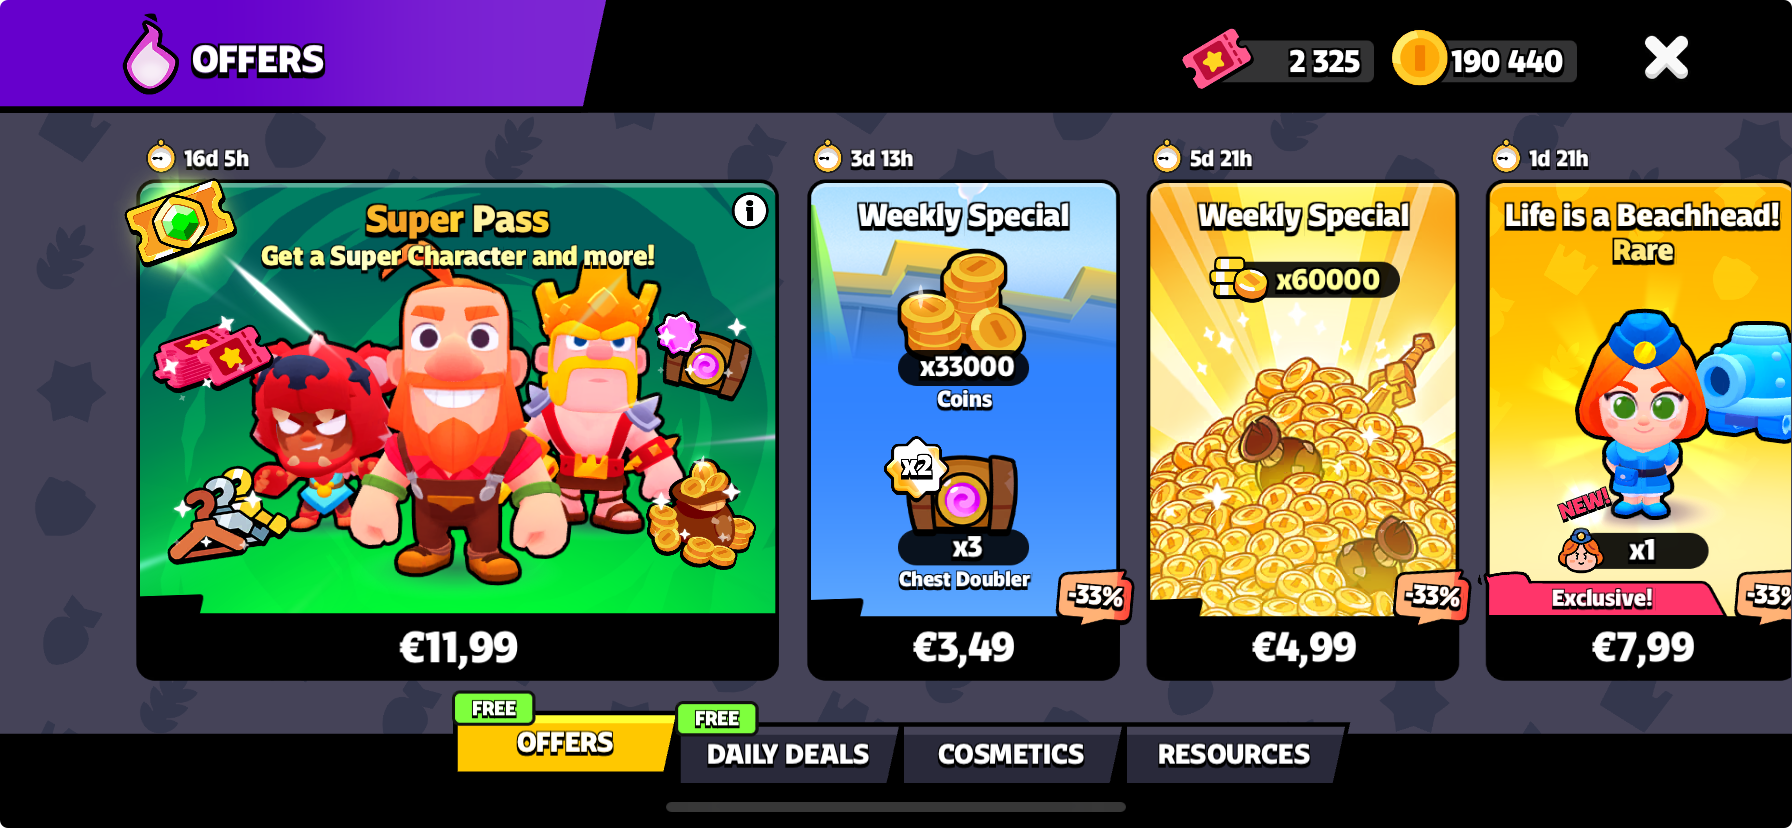 OFFERS
2 325
190 440
16d 5h
Super Pass
Get a Super Character and more!
€11,99
3d 13h
Weekly Special
x33000
Coins
x2
x3
Chest Doubler
-33%
€3,49
5d 21h
Weekly Special
x60000
-33%
€4,99
1d 21h
Life is a Beachhead!
Rare
NEW!
x1
Exclusive!
-33%
€7,99
FREE
OFFERS
FREE
DAILY DEALS
COSMETICS
RESOURCES